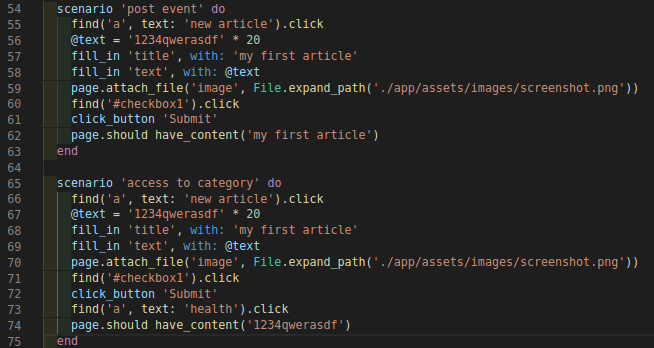 54 scenario 'post event' do
55 find('a', text: 'new article').click
56 @text = '1234qwerasdf' * 20
57 fill_in 'title', with: 'my first article'
58 fill_in 'text', with: @text
59 page.attach_file('image', File.expand_path('./app/assets/images/screenshot.png'))
60 find('#checkbox1').click
61 click_button 'Submit'
62 page.should have_content('my first article')
63 end
64
65 scenario 'access to category' do
66 find('a', text: 'new article').click
67 @text = '1234qwerasdf' * 20
68 fill_in 'title', with: 'my first article'
69 fill_in 'text', with: @text
70 page.attach_file('image', File.expand_path('./app/assets/images/screenshot.png'))
71 find('#checkbox1').click
72 click_button 'Submit'
73 find('a', text: 'health').click
74 page.should have_content('1234qwerasdf')
75 end